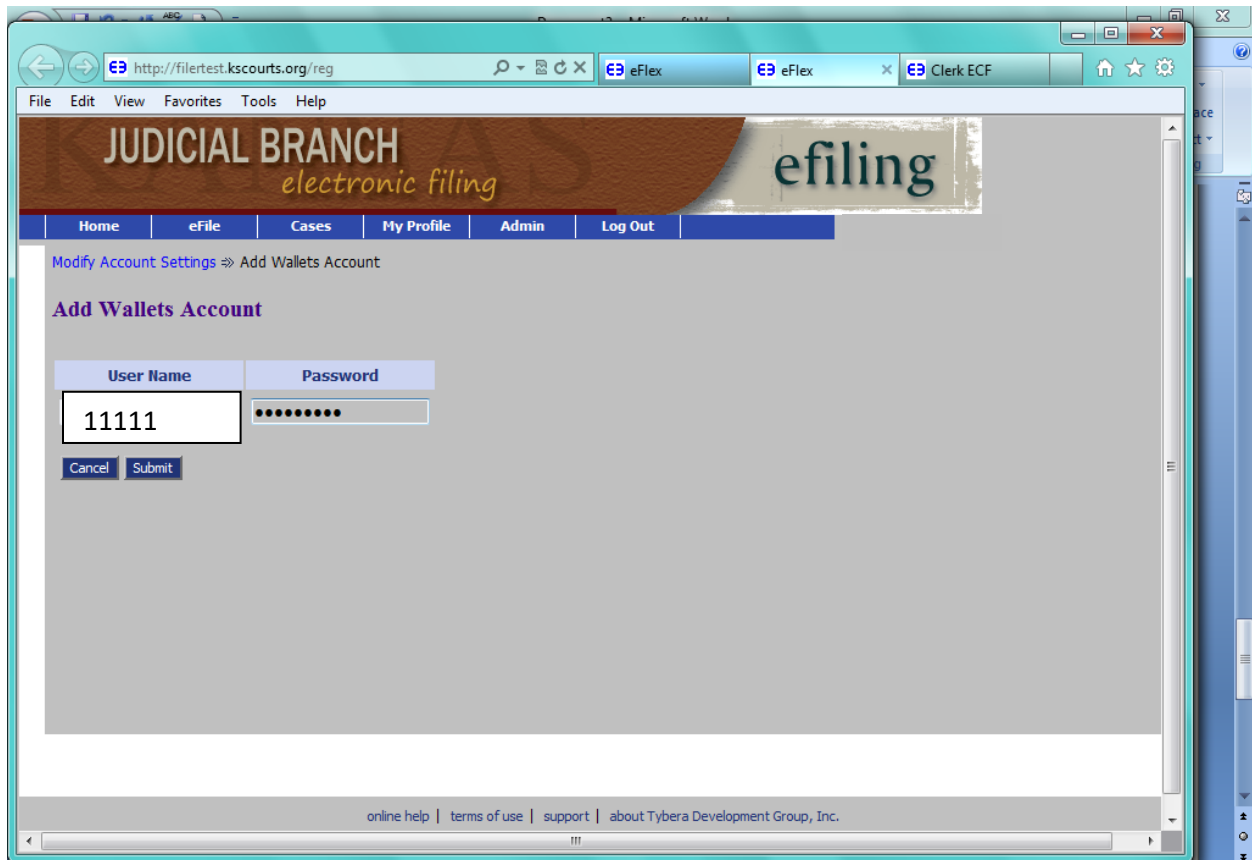 http://filertest.kscourts.org/reg
eFlex
eFlex
Clerk ECF
File Edit View Favorites Tools Help
JUDICIAL BRANCH
electronic filing
efiling
Home eFile Cases My Profile Admin Log Out
Modify Account Settings ⇒ Add Wallets Account
Add Wallets Account
User Name Password
11111 •••••••••
Cancel Submit
online help | terms of use | support | about Tybera Development Group, Inc.